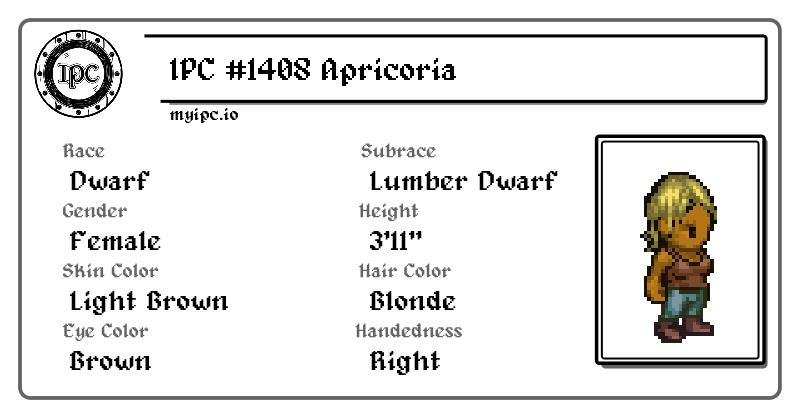 IPC
IPC #1408 Apricoria
myipc.io
Race
Dwarf
Subrace
Lumber Dwarf
Gender
Female
Height
3'11"
Skin Color
Light Brown
Hair Color
Blonde
Eye Color
Brown
Handedness
Right